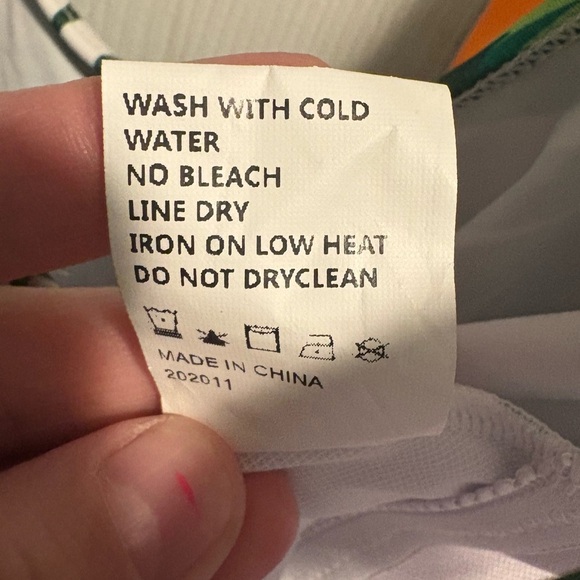 WASH WITH COLD
WATER
NO BLEACH
LINE DRY
IRON ON LOW HEAT
DO NOT DRYCLEAN
MADE IN CHINA
202011